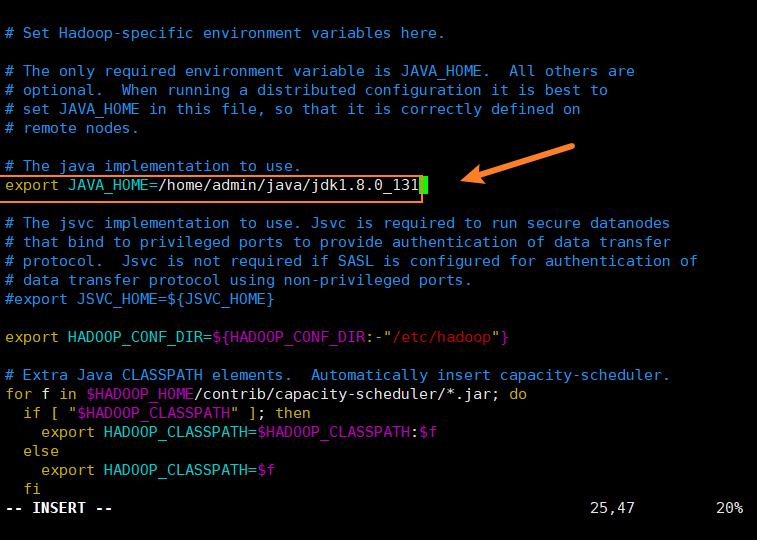 # Set Hadoop-specific environment variables here.
# The only required environment variable is JAVA_HOME.  All others are
# optional.  When running a distributed configuration it is best to
# set JAVA_HOME in this file, so that it is correctly defined on
# remote nodes.
# The java implementation to use.
export JAVA_HOME=/home/admin/java/jdk1.8.0_131
# The jsvc implementation to use. Jsvc is required to run secure datanodes
# that bind to privileged ports to provide authentication of data transfer
# protocol.  Jsvc is not required if SASL is configured for authentication of
# data transfer protocol using non-privileged ports.
#export JSVC_HOME=${JSVC_HOME}
export HADOOP_CONF_DIR=${HADOOP_CONF_DIR:-"/etc/hadoop"}
# Extra Java CLASSPATH elements.  Automatically insert capacity-scheduler.
for f in $HADOOP_HOME/contrib/capacity-scheduler/*.jar; do
  if [ "$HADOOP_CLASSPATH" ]; then
    export HADOOP_CLASSPATH=$HADOOP_CLASSPATH:$f
  else
    export HADOOP_CLASSPATH=$f
  fi
-- INSERT -- 25,47 20%